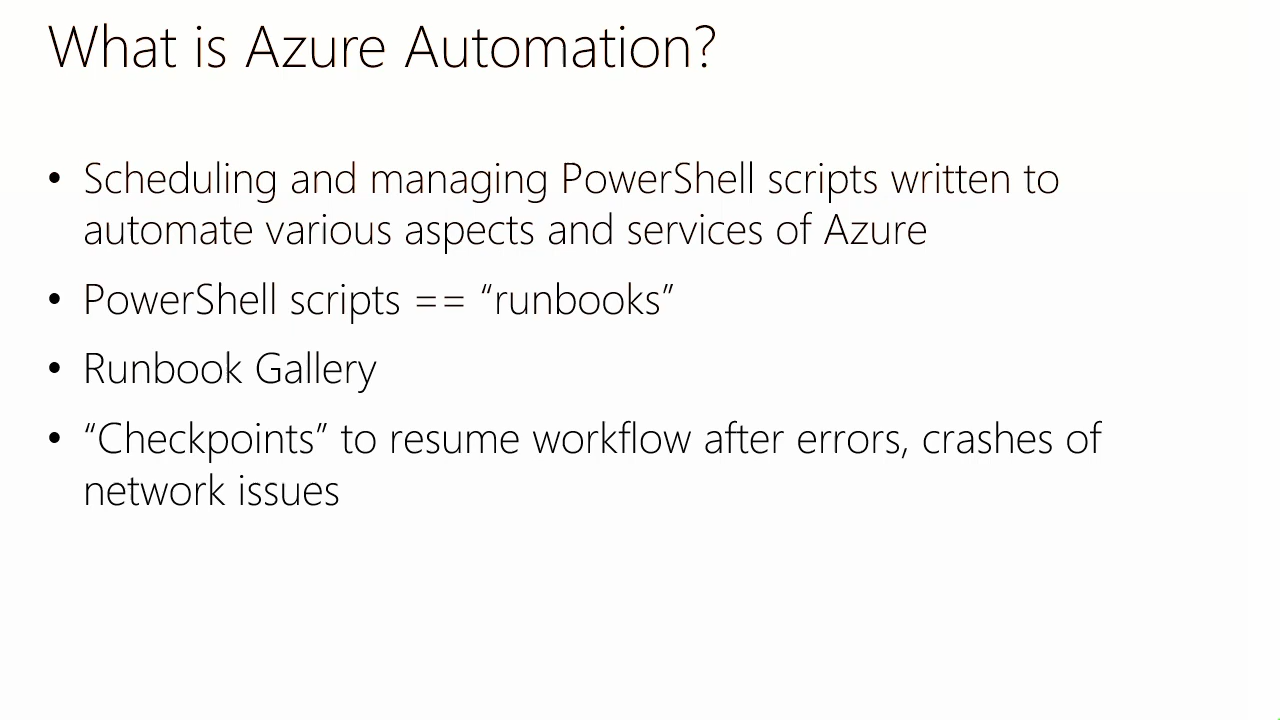 What is Azure Automation?
• Scheduling and managing PowerShell scripts written to
automate various aspects and services of Azure
• PowerShell scripts == “runbooks”
• Runbook Gallery
• “Checkpoints” to resume workflow after errors, crashes of
network issues